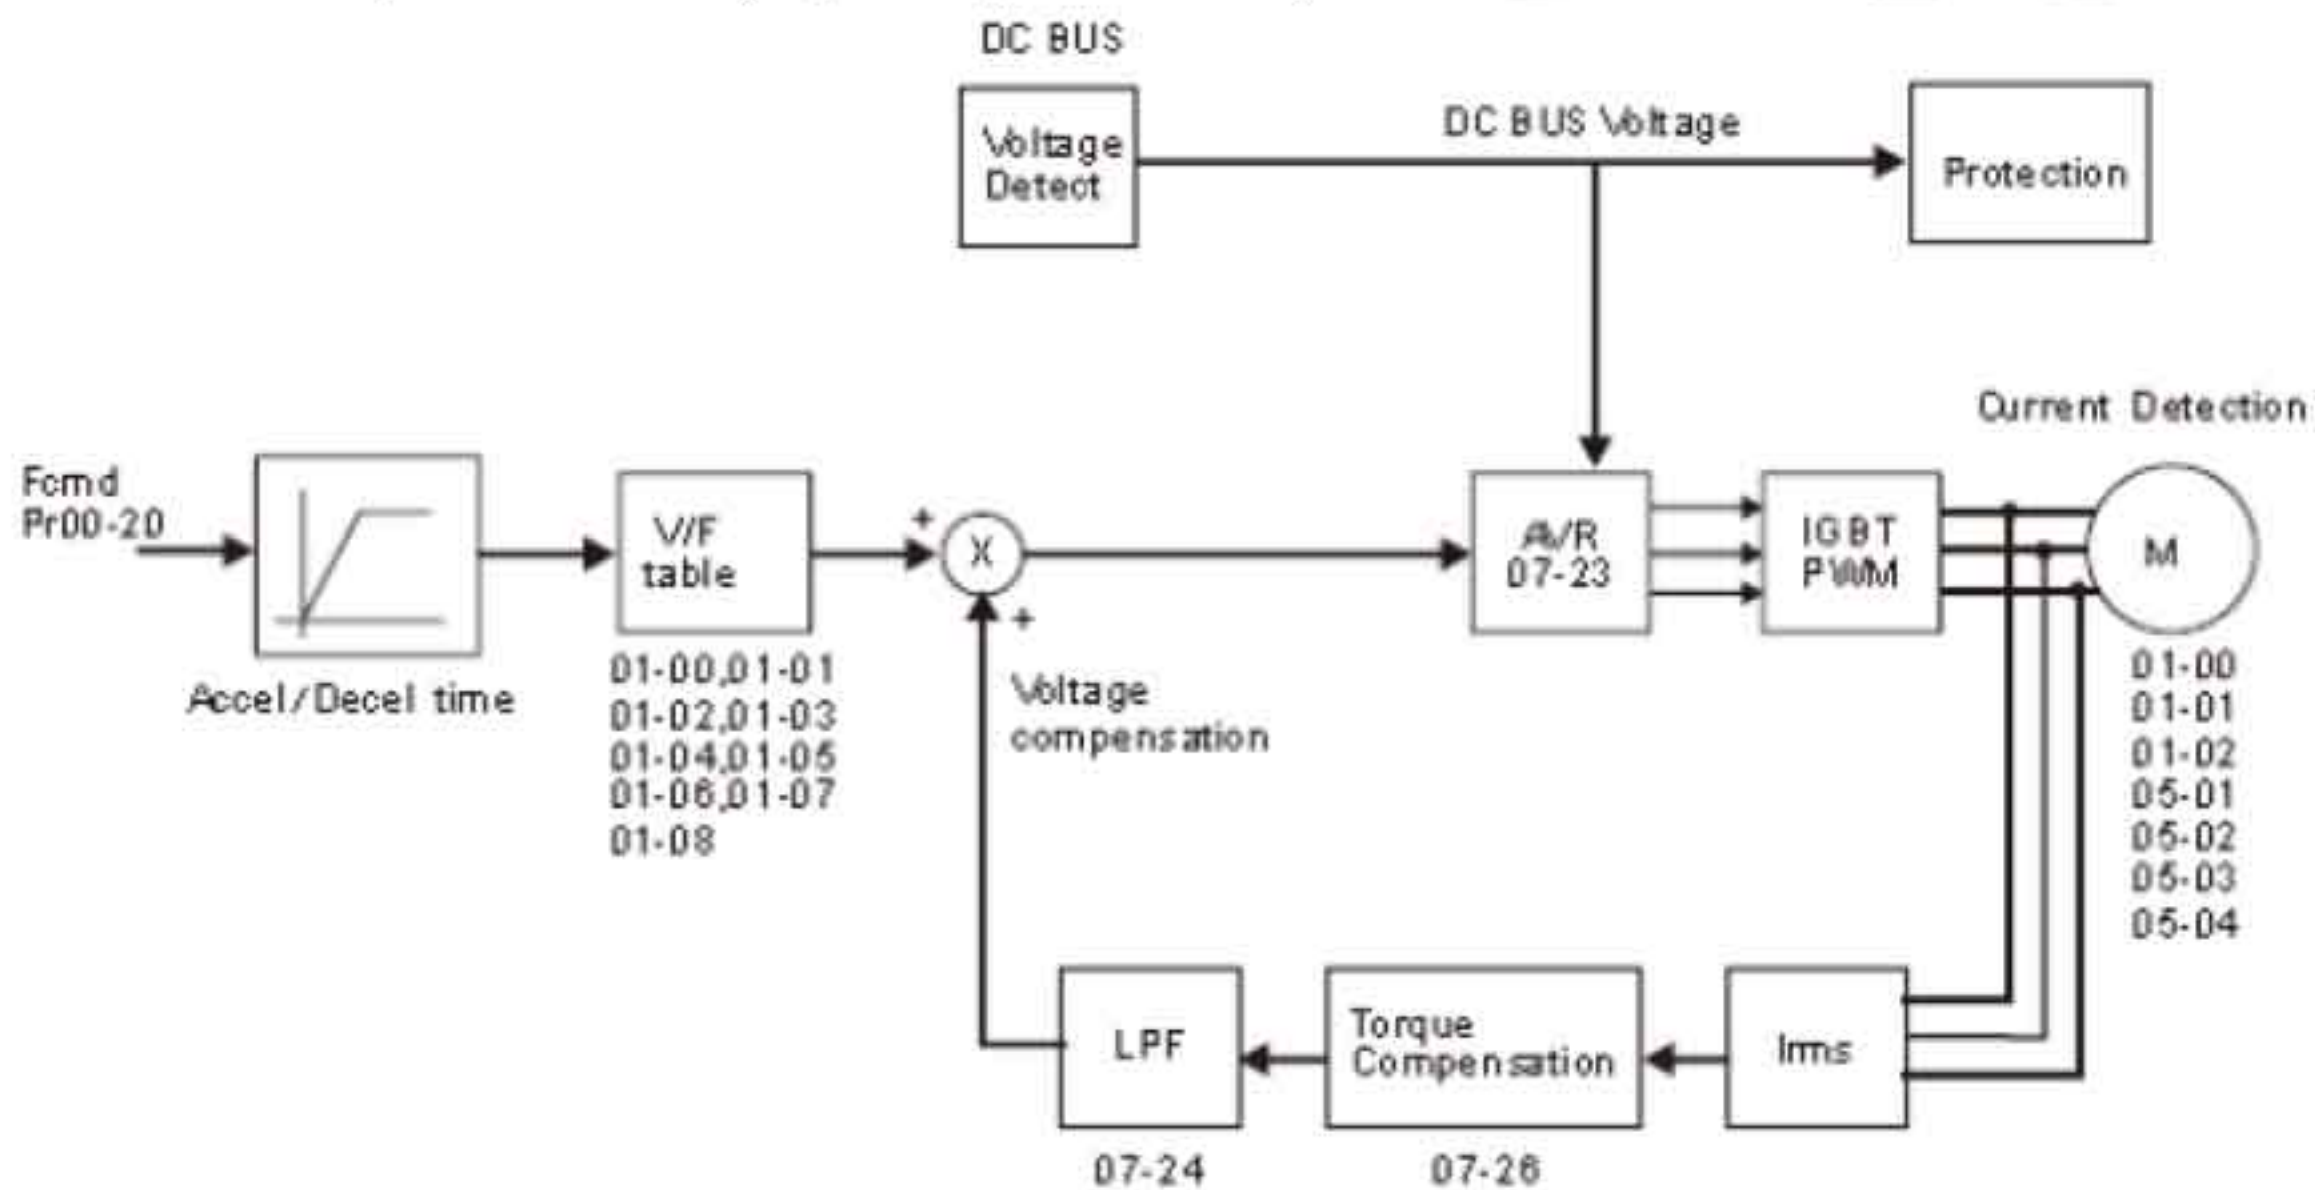 DC BUS
Voltage
Detect
DC BUS Voltage
Protection
Current Detection
Fcmd
Pr00-20
Accel/Decel time
V/F
table
01-00,01-01
01-02,01-03
01-04,01-05
01-06,01-07
01-08
+
X
+
Voltage
compensation
AVR
07-23
IGBT
PWM
M
01-00
01-01
01-02
05-01
05-02
05-03
05-04
LPF
07-24
Torque
Compensation
07-26
Irms